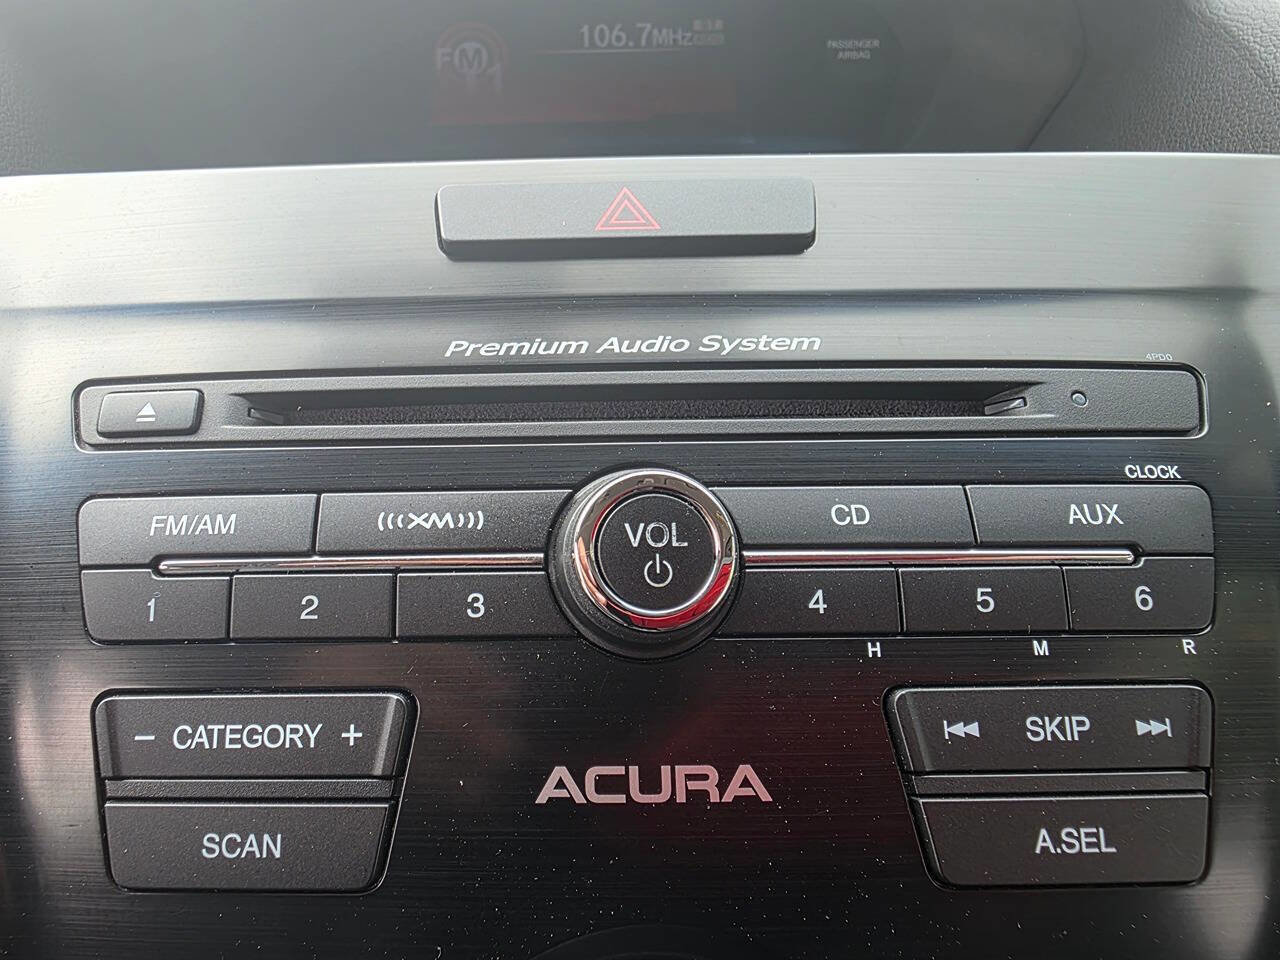 106.7MHz
FM1
PASSENGER
AIRBAG
Premium Audio System
4PD0
CLOCK
FM/AM
(((XM)))
VOL
CD
AUX
1
2
3
4
5
6
H
M
R
- CATEGORY +
SKIP
ACURA
SCAN
A.SEL